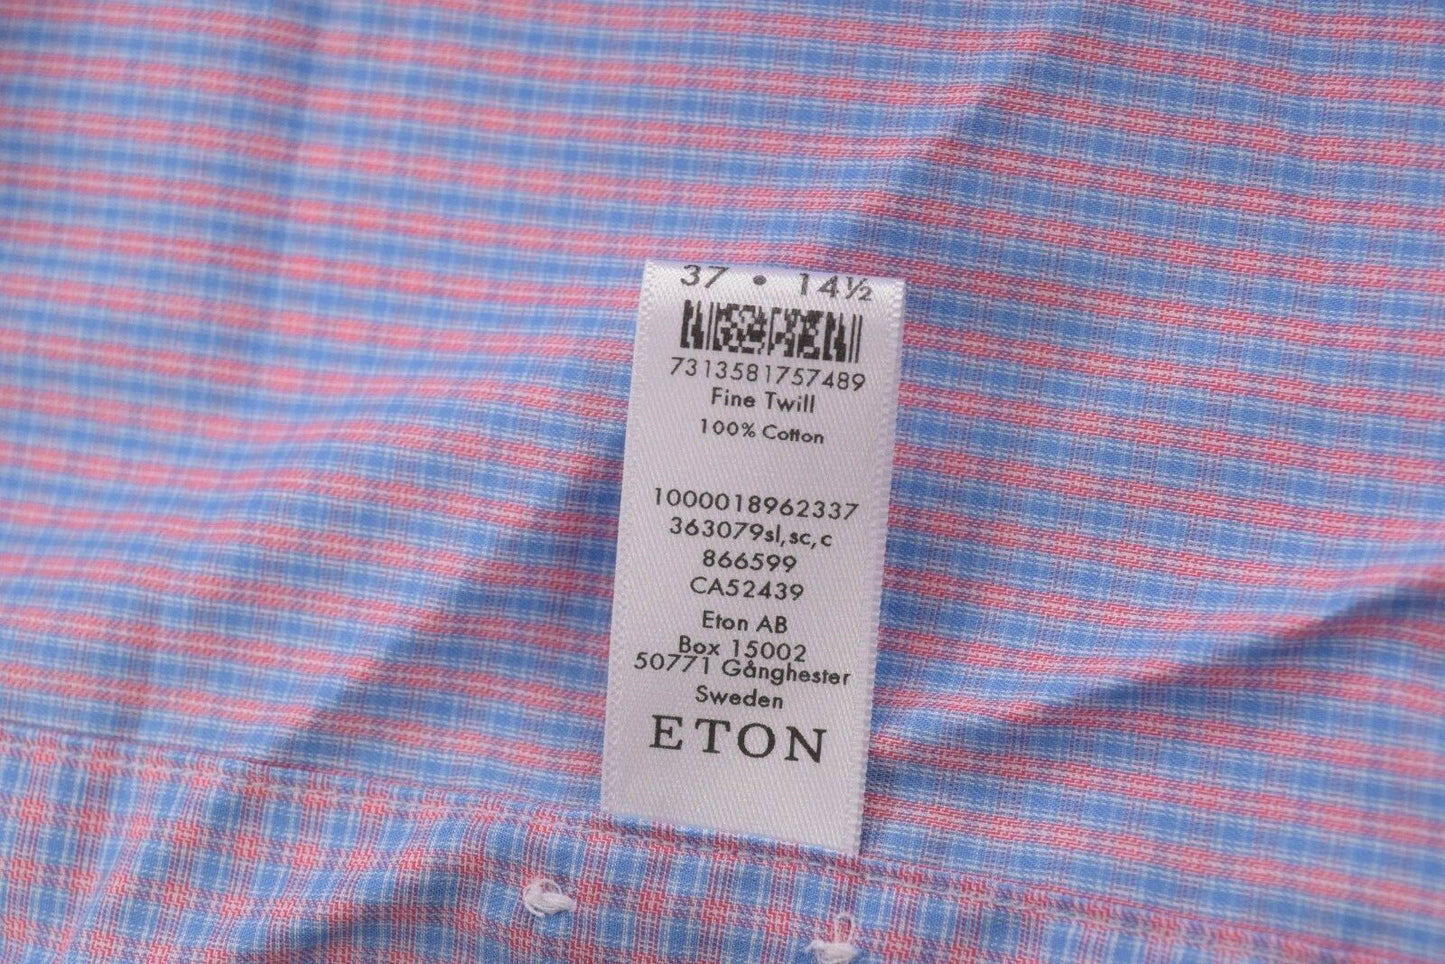 37 • 14½
7313581757489
Fine Twill
100% Cotton
1000018962337
363079sl,sc,c
866599
CA52439
Eton AB
Box 15002
50771 Gånghester
Sweden
ETON